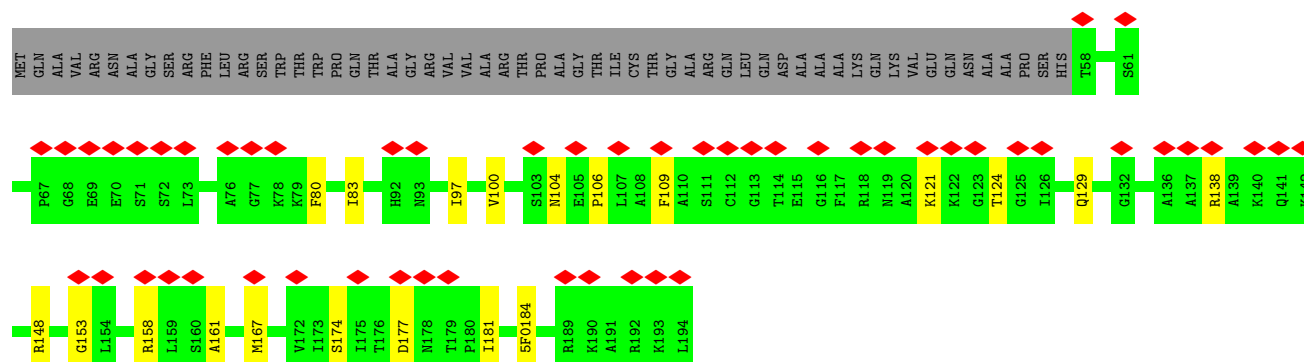 MET GLN ALA VAL ARG ASN ALA GLY SER ARG PHE LEU ARG SER TRP THR TRP PRO GLN THR ALA GLY ARG VAL VAL ALA ARG THR PRO ALA GLY THR ILE CYS THR GLY ALA ARG GLN LEU GLN ASP ALA ALA ALA LYS GLN LYS VAL GLU GLN ASN ALA ALA PRO SER HIS T58 S61
P67 G68 E69 E70 S71 S72 L73 A76 G77 K78 K79 F80 I83 H92 N93 I97 V100 S103 N104 E105 P106 L107 A108 F109 A110 S111 C112 G113 T114 E115 G116 F117 R118 N119 A120 K121 K122 G123 T124 G125 I126 Q129 G132 A136 A137 R138 A139 K140 Q141
R148 G153 L154 R158 L159 S160 A161 M167 V172 I173 S174 I175 T176 D177 N178 T179 P180 I181 5F0184 R189 K190 A191 R192 K193 L194